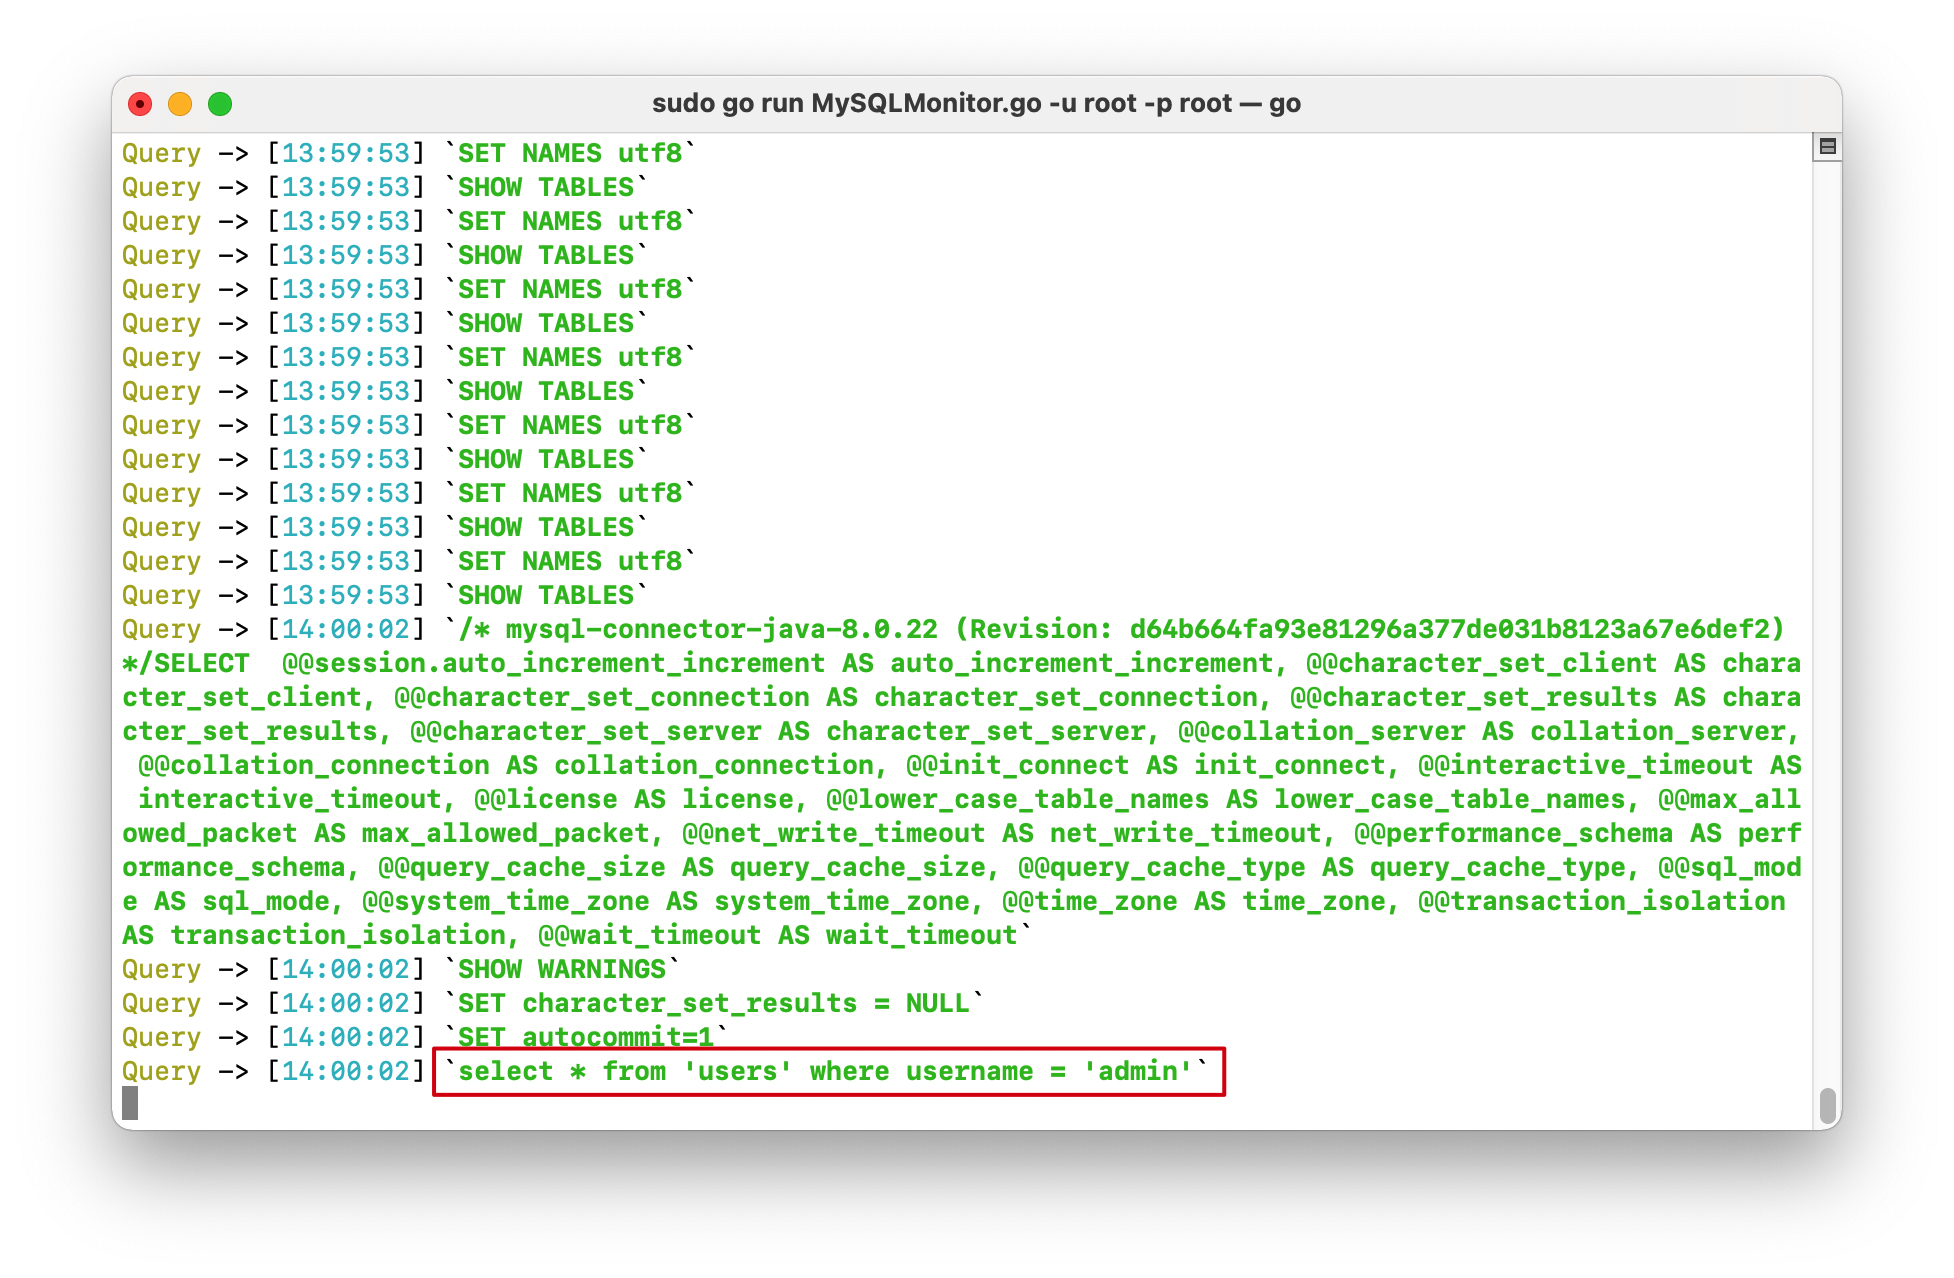 sudo go run MySQLMonitor.go -u root -p root — go
Query –> [13:59:53] `SET NAMES utf8`
Query –> [13:59:53] `SHOW TABLES`
Query –> [13:59:53] `SET NAMES utf8`
Query –> [13:59:53] `SHOW TABLES`
Query –> [13:59:53] `SET NAMES utf8`
Query –> [13:59:53] `SHOW TABLES`
Query –> [13:59:53] `SET NAMES utf8`
Query –> [13:59:53] `SHOW TABLES`
Query –> [13:59:53] `SET NAMES utf8`
Query –> [13:59:53] `SHOW TABLES`
Query –> [13:59:53] `SET NAMES utf8`
Query –> [13:59:53] `SHOW TABLES`
Query –> [13:59:53] `SET NAMES utf8`
Query –> [13:59:53] `SHOW TABLES`
Query –> [14:00:02] `/* mysql-connector-java-8.0.22 (Revision: d64b664fa93e81296a377de031b8123a67e6def2)
*/SELECT  @@session.auto_increment_increment AS auto_increment_increment, @@character_set_client AS chara
cter_set_client, @@character_set_connection AS character_set_connection, @@character_set_results AS chara
cter_set_results, @@character_set_server AS character_set_server, @@collation_server AS collation_server,
 @@collation_connection AS collation_connection, @@init_connect AS init_connect, @@interactive_timeout AS
 interactive_timeout, @@license AS license, @@lower_case_table_names AS lower_case_table_names, @@max_all
owed_packet AS max_allowed_packet, @@net_write_timeout AS net_write_timeout, @@performance_schema AS perf
ormance_schema, @@query_cache_size AS query_cache_size, @@query_cache_type AS query_cache_type, @@sql_mod
e AS sql_mode, @@system_time_zone AS system_time_zone, @@time_zone AS time_zone, @@transaction_isolation
AS transaction_isolation, @@wait_timeout AS wait_timeout`
Query –> [14:00:02] `SHOW WARNINGS`
Query –> [14:00:02] `SET character_set_results = NULL`
Query –> [14:00:02] `SET autocommit=1`
Query –> [14:00:02] `select * from 'users' where username = 'admin'`